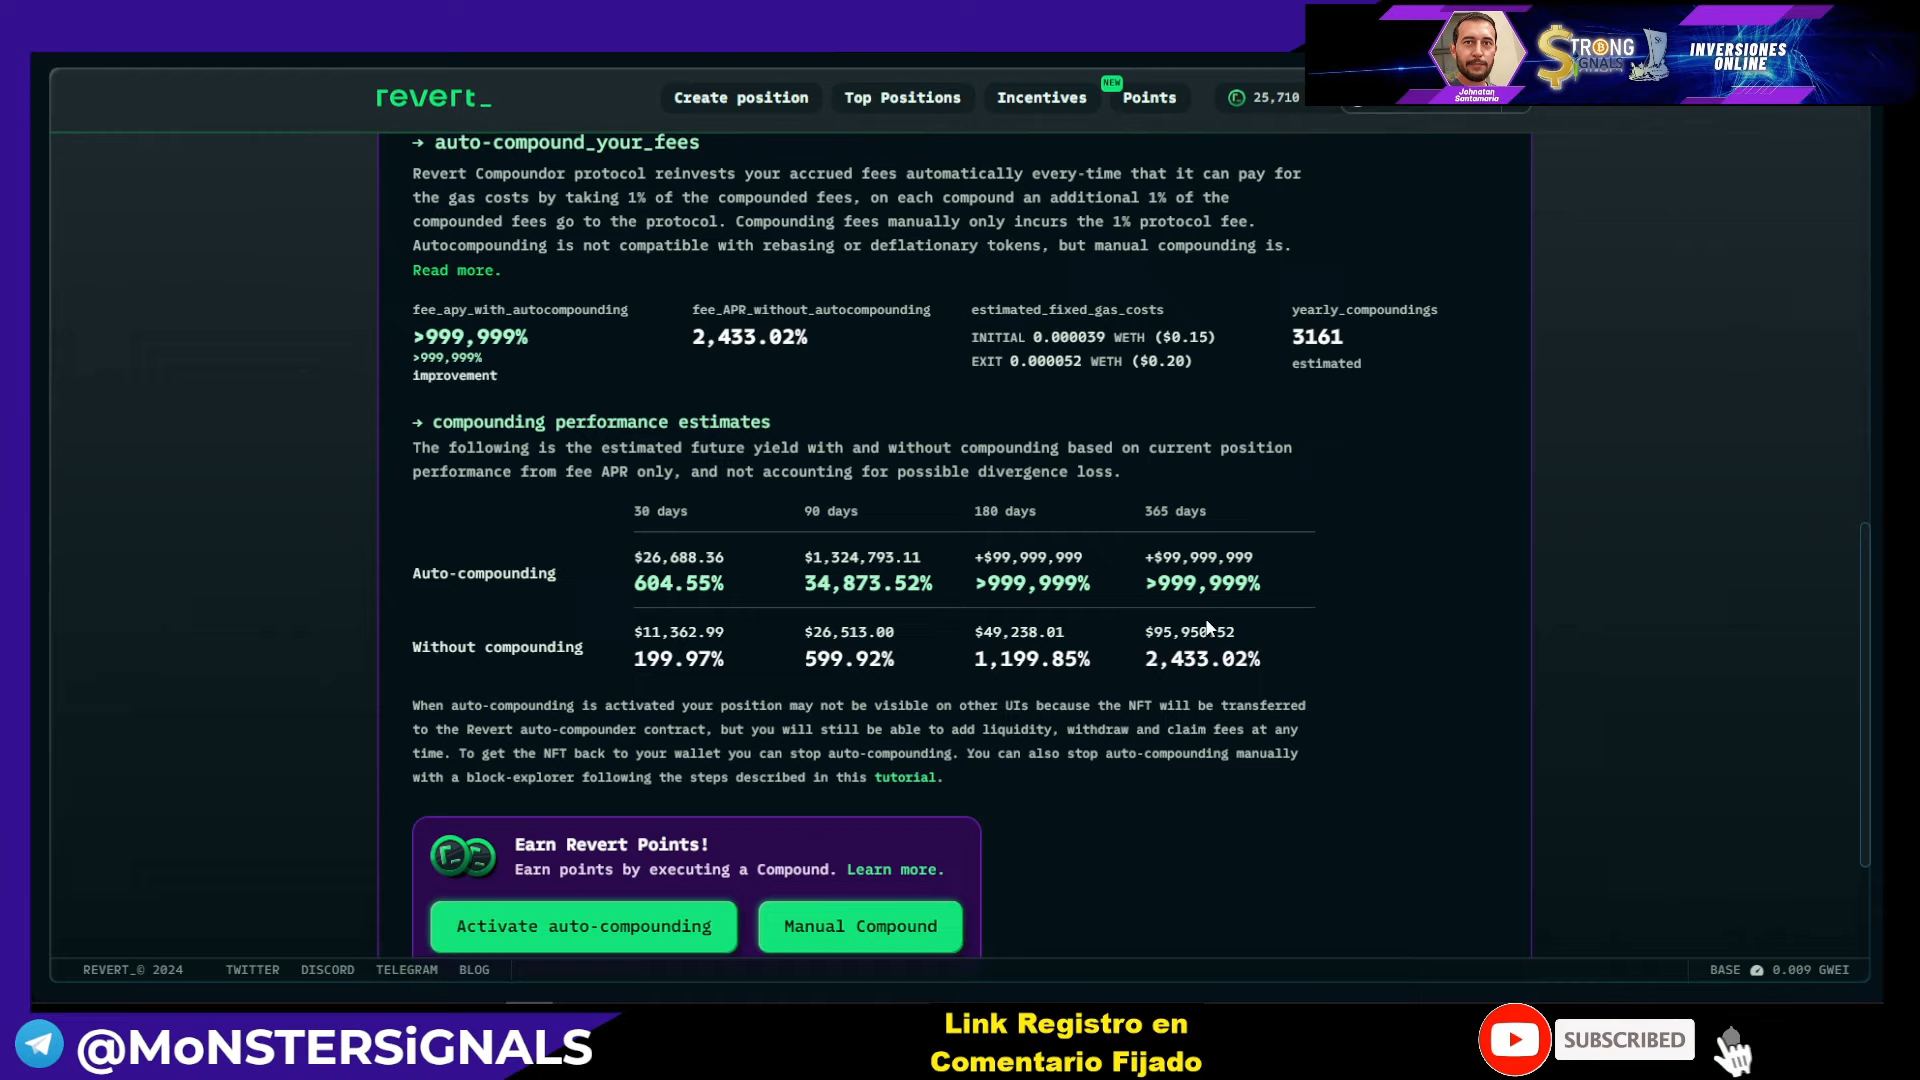 revert_
Create position
Top Positions
Incentives
NEW
Points
25,710
Johnatan
Santamaria
STRONG
SIGNALS
INVERSIONES
ONLINE
→ auto-compound_your_fees
Revert Compoundor protocol reinvests your accrued fees automatically every-time that it can pay for
the gas costs by taking 1% of the compounded fees, on each compound an additional 1% of the
compounded fees go to the protocol. Compounding fees manually only incurs the 1% protocol fee.
Autocompounding is not compatible with rebasing or deflationary tokens, but manual compounding is.
Read more.
fee_apy_with_autocompounding
>999,999%
>999,999%
improvement
fee_APR_without_autocompounding
2,433.02%
estimated_fixed_gas_costs
INITIAL 0.000039 WETH ($0.15)
EXIT 0.000052 WETH ($0.20)
yearly_compoundings
3161
estimated
→ compounding performance estimates
The following is the estimated future yield with and without compounding based on current position
performance from fee APR only, and not accounting for possible divergence loss.
30 days 90 days 180 days 365 days
Auto-compounding
$26,688.36 $1,324,793.11 +$99,999,999 +$99,999,999
604.55% 34,873.52% >999,999% >999,999%
Without compounding
$11,362.99 $26,513.00 $49,238.01 $95,950.52
199.97% 599.92% 1,199.85% 2,433.02%
When auto-compounding is activated your position may not be visible on other UIs because the NFT will be transferred
to the Revert auto-compounder contract, but you will still be able to add liquidity, withdraw and claim fees at any
time. To get the NFT back to your wallet you can stop auto-compounding. You can also stop auto-compounding manually
with a block-explorer following the steps described in this tutorial.
Earn Revert Points!
Earn points by executing a Compound. Learn more.
Activate auto-compounding
Manual Compound
REVERT_© 2024 TWITTER DISCORD TELEGRAM BLOG
BASE 0.009 GWEI
@MoNSTERSiGNALS
Link Registro en
Comentario Fijado
SUBSCRIBED